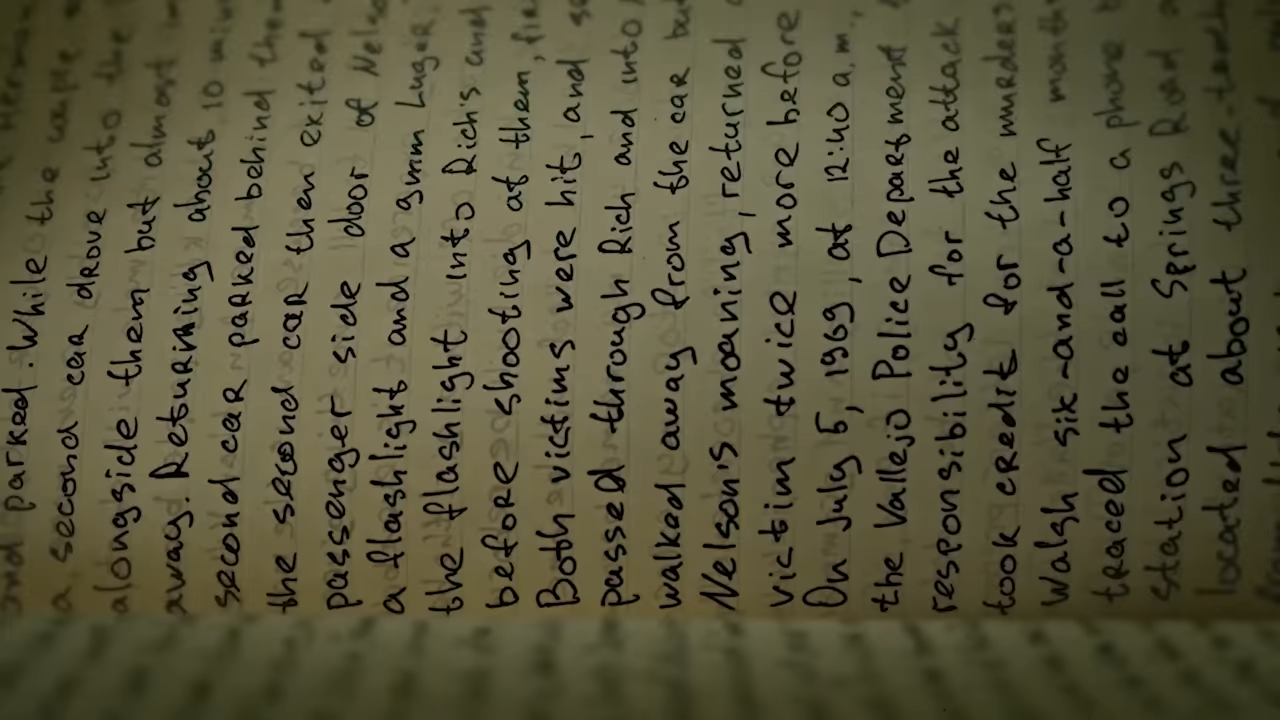 and parked. While the couple
a second car drove into the
alongside them but almost
away. Returning about 10
second car parked behind
the second car then exited
passenger side door of
a flashlight and a 9mm Luger
the flashlight into Rich's and
before shooting at them,
Both victims were hit, and
passed through Rich and into
walked away from the car
Nelson's moaning, returned
victim twice more before
On July 5, 1969, at 12:40 a.m.,
the Vallejo Police Department
responsibility for the attack
took credit for the murders
Walsh six-and-a-half
traced the call to a phone
station at Springs Road
located about